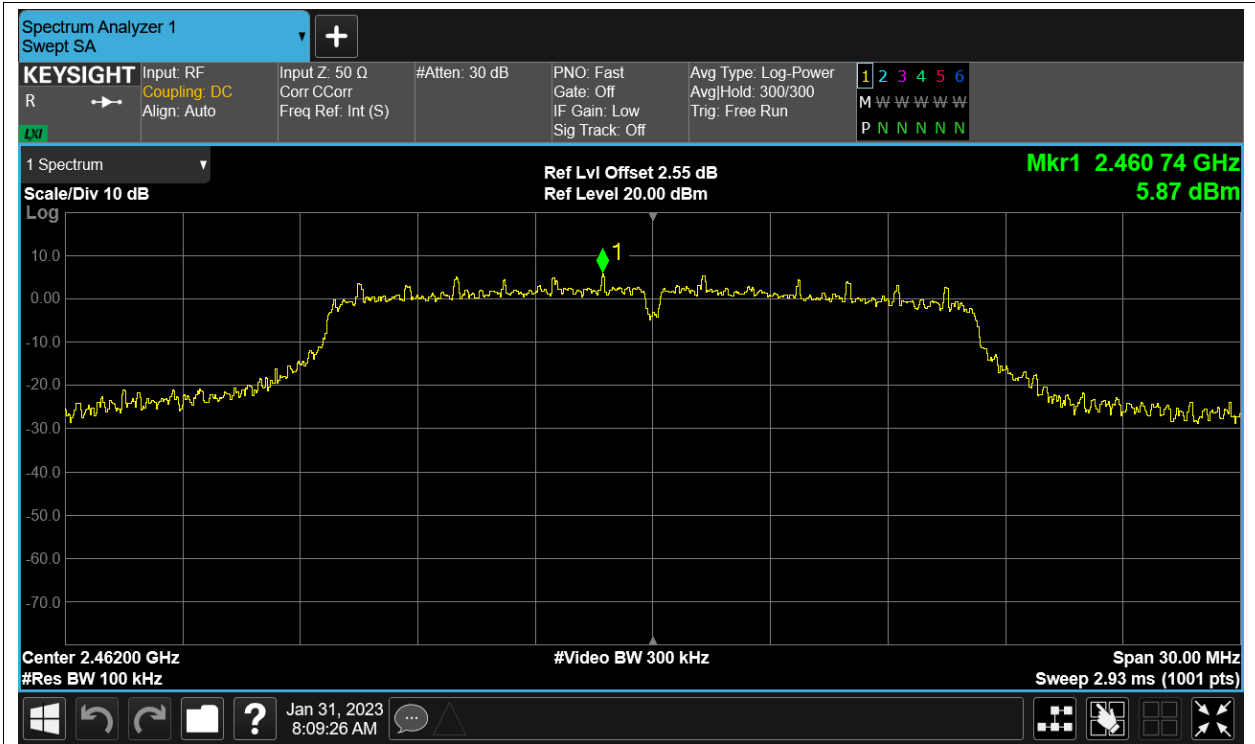 Spectrum Analyzer 1
Swept SA
KEYSIGHT Input: RF Input Z: 50 Ω #Atten: 30 dB PNO: Fast Avg Type: Log-Power 1 2 3 4 5 6
R Coupling: DC Corr CCorr Gate: Off Avg|Hold: 300/300 M W W W W W
Align: Auto Freq Ref: Int (S) IF Gain: Low Trig: Free Run
LXI Sig Track: Off P N N N N N
1 Spectrum Ref Lvl Offset 2.55 dB Mkr1 2.460 74 GHz
Scale/Div 10 dB Ref Level 20.00 dBm 5.87 dBm
Log
1
10.0
0.00
-10.0
-20.0
-30.0
-40.0
-50.0
-60.0
-70.0
Center 2.46200 GHz #Video BW 300 kHz Span 30.00 MHz
#Res BW 100 kHz Sweep 2.93 ms (1001 pts)
? Jan 31, 2023
8:09:26 AM